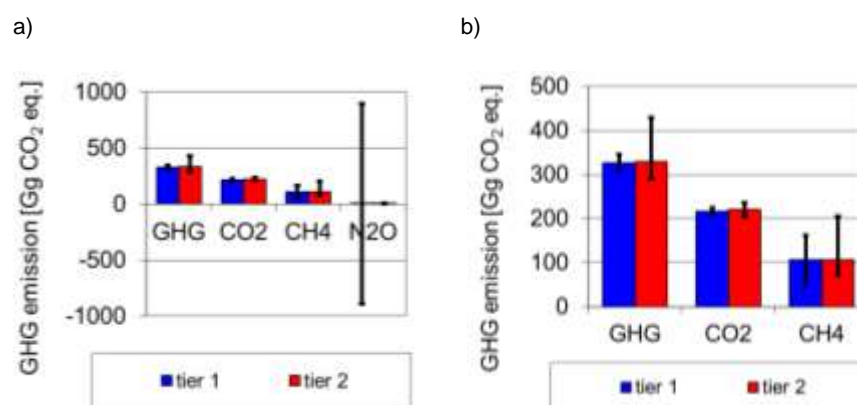 a)
GHG emission [Gg CO₂ eq.]
1000
500
0
-500
-1000
GHG CO2 CH4 N2O
tier 1 tier 2
b)
GHG emission [Gg CO₂ eq.]
500
400
300
200
100
0
GHG CO2 CH4
tier 1 tier 2